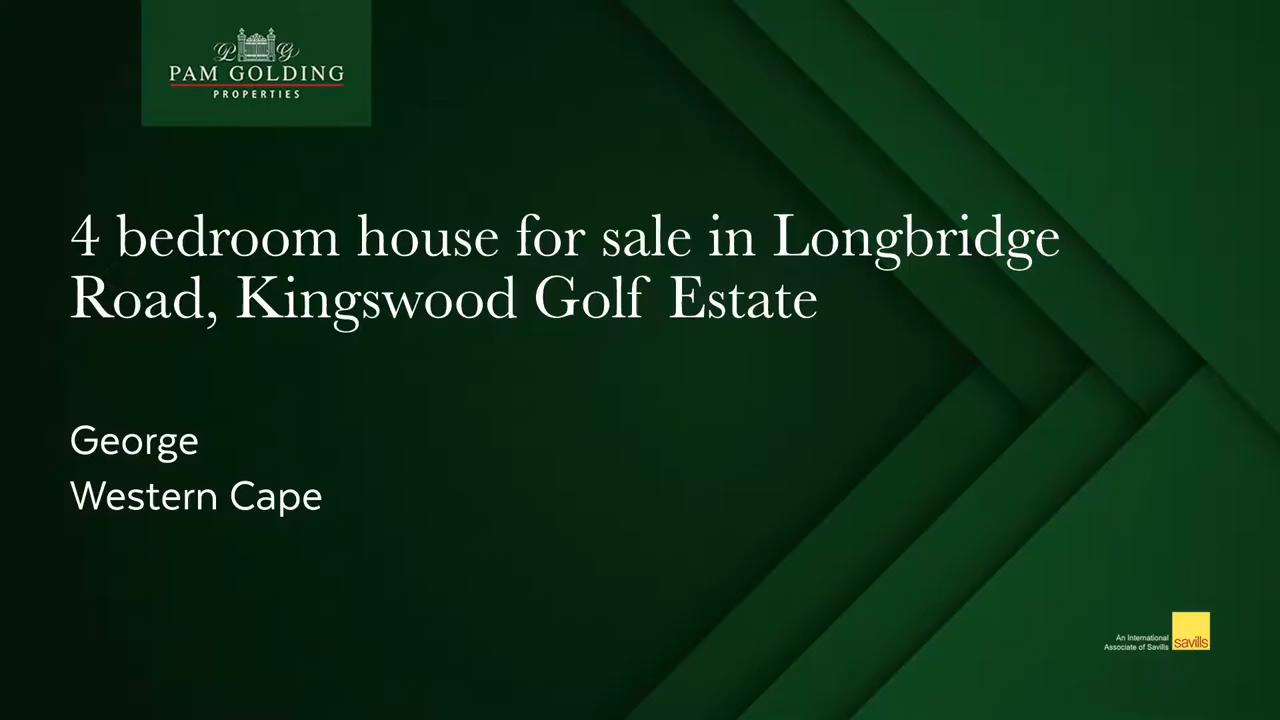 P G
PAM GOLDING
PROPERTIES
4 bedroom house for sale in Longbridge
Road, Kingswood Golf Estate
George
Western Cape
An International
Associate of Savills
savills